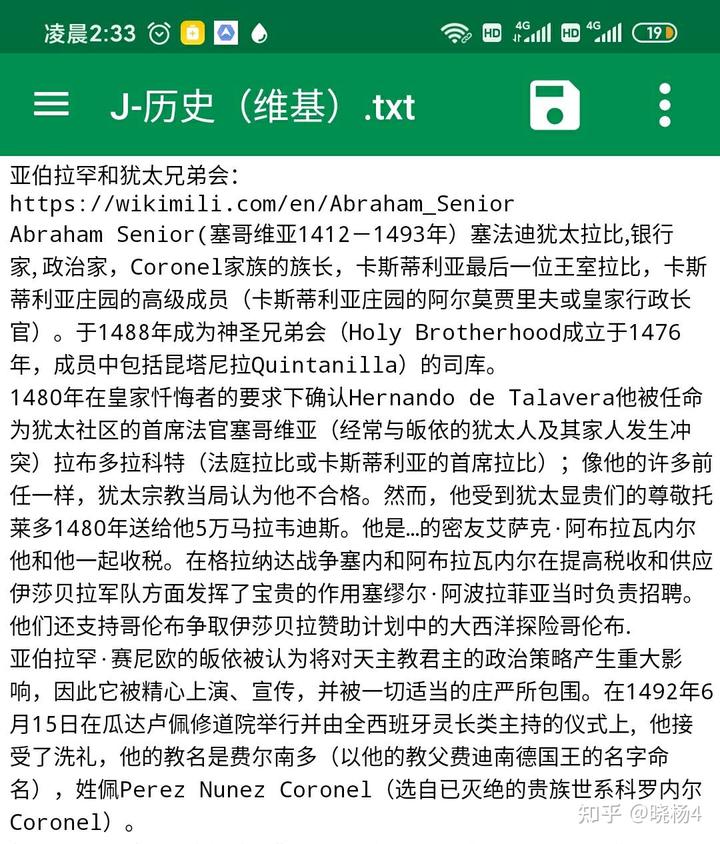 凌晨2:33
HD 4G HD 4G 19
J-历史（维基）.txt
亚伯拉罕和犹太兄弟会：
https://wikimili.com/en/Abraham_Senior
Abraham Senior(塞哥维亚1412－1493年）塞法迪犹太拉比,银行
家,政治家，Coronel家族的族长，卡斯蒂利亚最后一位王室拉比，卡斯
蒂利亚庄园的高级成员（卡斯蒂利亚庄园的阿尔莫贾里夫或皇家行政长
官）。于1488年成为神圣兄弟会（Holy Brotherhood成立于1476
年，成员中包括昆塔尼拉Quintanilla）的司库。
1480年在皇家忏悔者的要求下确认Hernando de Talavera他被任命
为犹太社区的首席法官塞哥维亚（经常与皈依的犹太人及其家人发生冲
突）拉布多拉科特（法庭拉比或卡斯蒂利亚的首席拉比）；像他的许多前
任一样，犹太宗教当局认为他不合格。然而，他受到犹太显贵们的尊敬托
莱多1480年送给他5万马拉韦迪斯。他是…的密友艾萨克·阿布拉瓦内尔
他和他一起收税。在格拉纳达战争塞内和阿布拉瓦内尔在提高税收和供应
伊莎贝拉军队方面发挥了宝贵的作用塞缪尔·阿波拉菲亚当时负责招聘。
他们还支持哥伦布争取伊莎贝拉赞助计划中的大西洋探险哥伦布.
亚伯拉罕·赛尼欧的皈依被认为将对天主教君主的政治策略产生重大影
响，因此它被精心上演、宣传，并被一切适当的庄严所包围。在1492年6
月15日在瓜达卢佩修道院举行并由全西班牙灵长类主持的仪式上，他接
受了洗礼，他的教名是费尔南多（以他的教父费迪南德国王的名字命
名），姓佩Perez Nunez Coronel（选自已灭绝的贵族世系科罗内尔
Coronel）。
知乎 @晓杨4